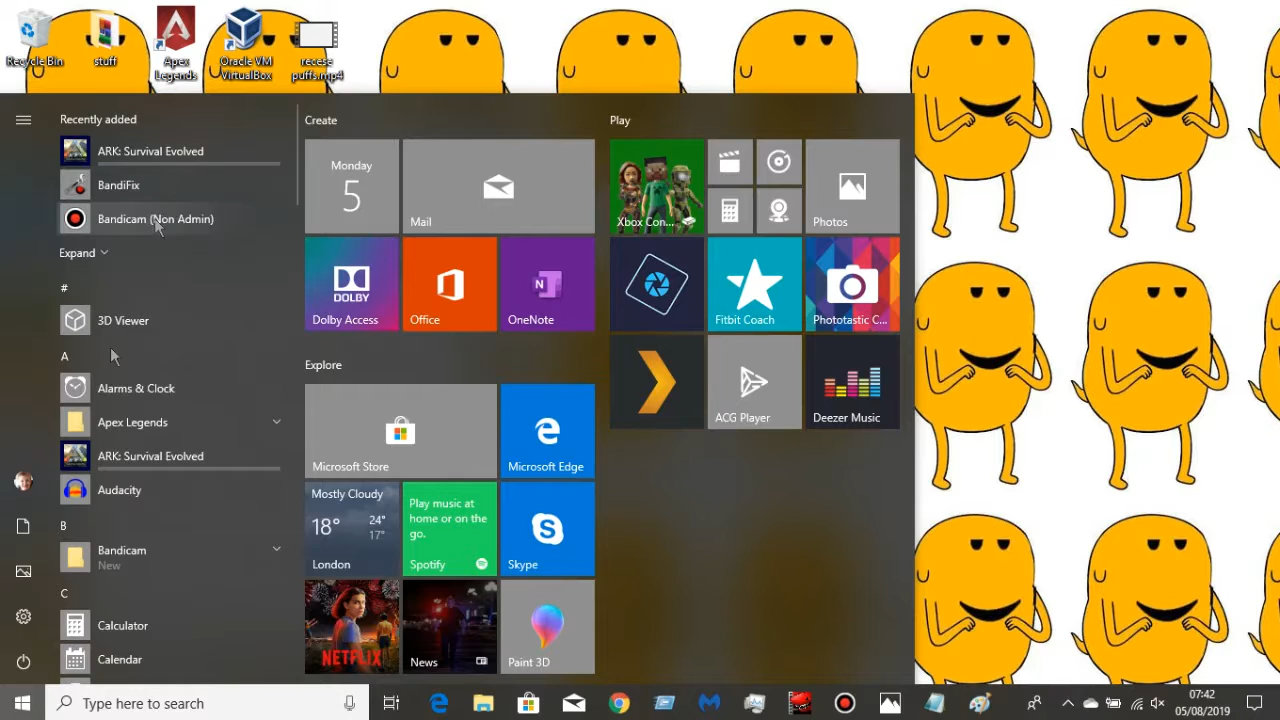 Recycle Bin
stuff
Apex
Legends
Oracle VM
VirtualBox
recese
puffs.mp4
Recently added
ARK: Survival Evolved
BandiFix
Bandicam (Non Admin)
Expand
#
3D Viewer
A
Alarms & Clock
Apex Legends
ARK: Survival Evolved
Audacity
B
Bandicam
New
C
Calculator
Calendar
Create
Monday
5
Mail
DOLBY
Dolby Access
Office
OneNote
Explore
Microsoft Store
Microsoft Edge
Mostly Cloudy
18°
24°
17°
London
Play music at
home or on the
go.
Spotify
Skype
NETFLIX
News
Paint 3D
Play
Xbox Con...
Photos
Fitbit Coach
Phototastic C...
ACG Player
Deezer Music
Type here to search
07:42
05/08/2019